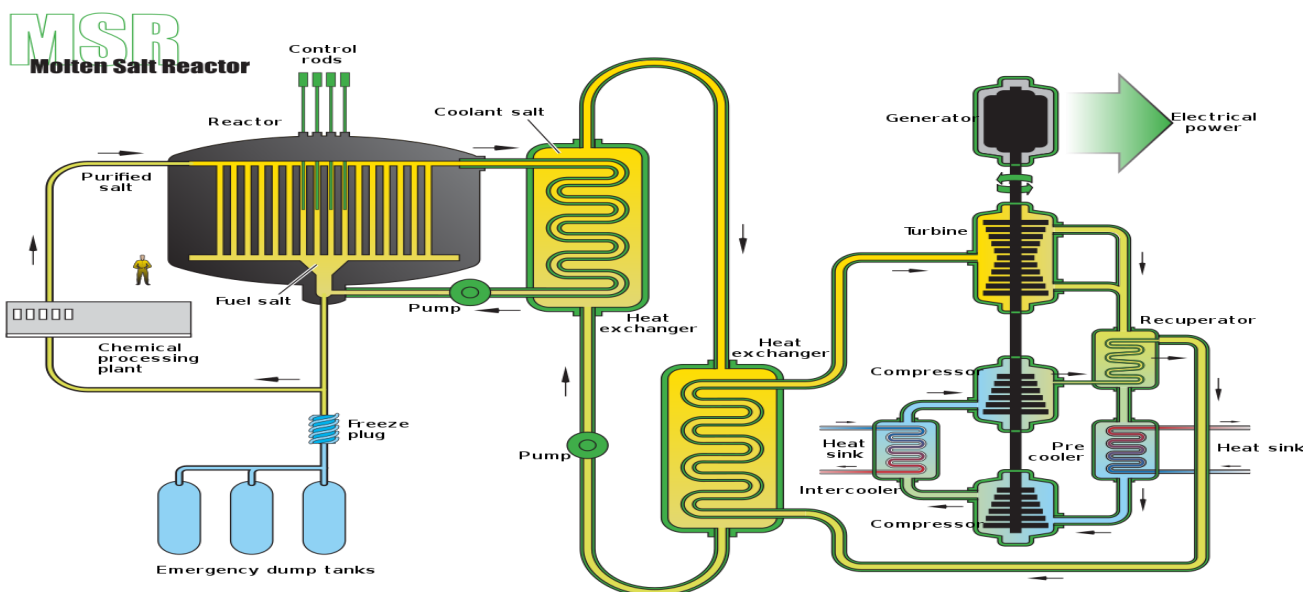 MSR
Molten Salt Reactor
Control
rods
Reactor
Coolant salt
Purified
salt
Fuel salt
Pump
Heat
exchanger
Chemical
processing
plant
Freeze
plug
Emergency dump tanks
Pump
Heat
exchanger
Generator
Electrical
power
Turbine
Recuperator
Compressor
Heat
sink
Pre
cooler
Heat sink
Intercooler
Compressor